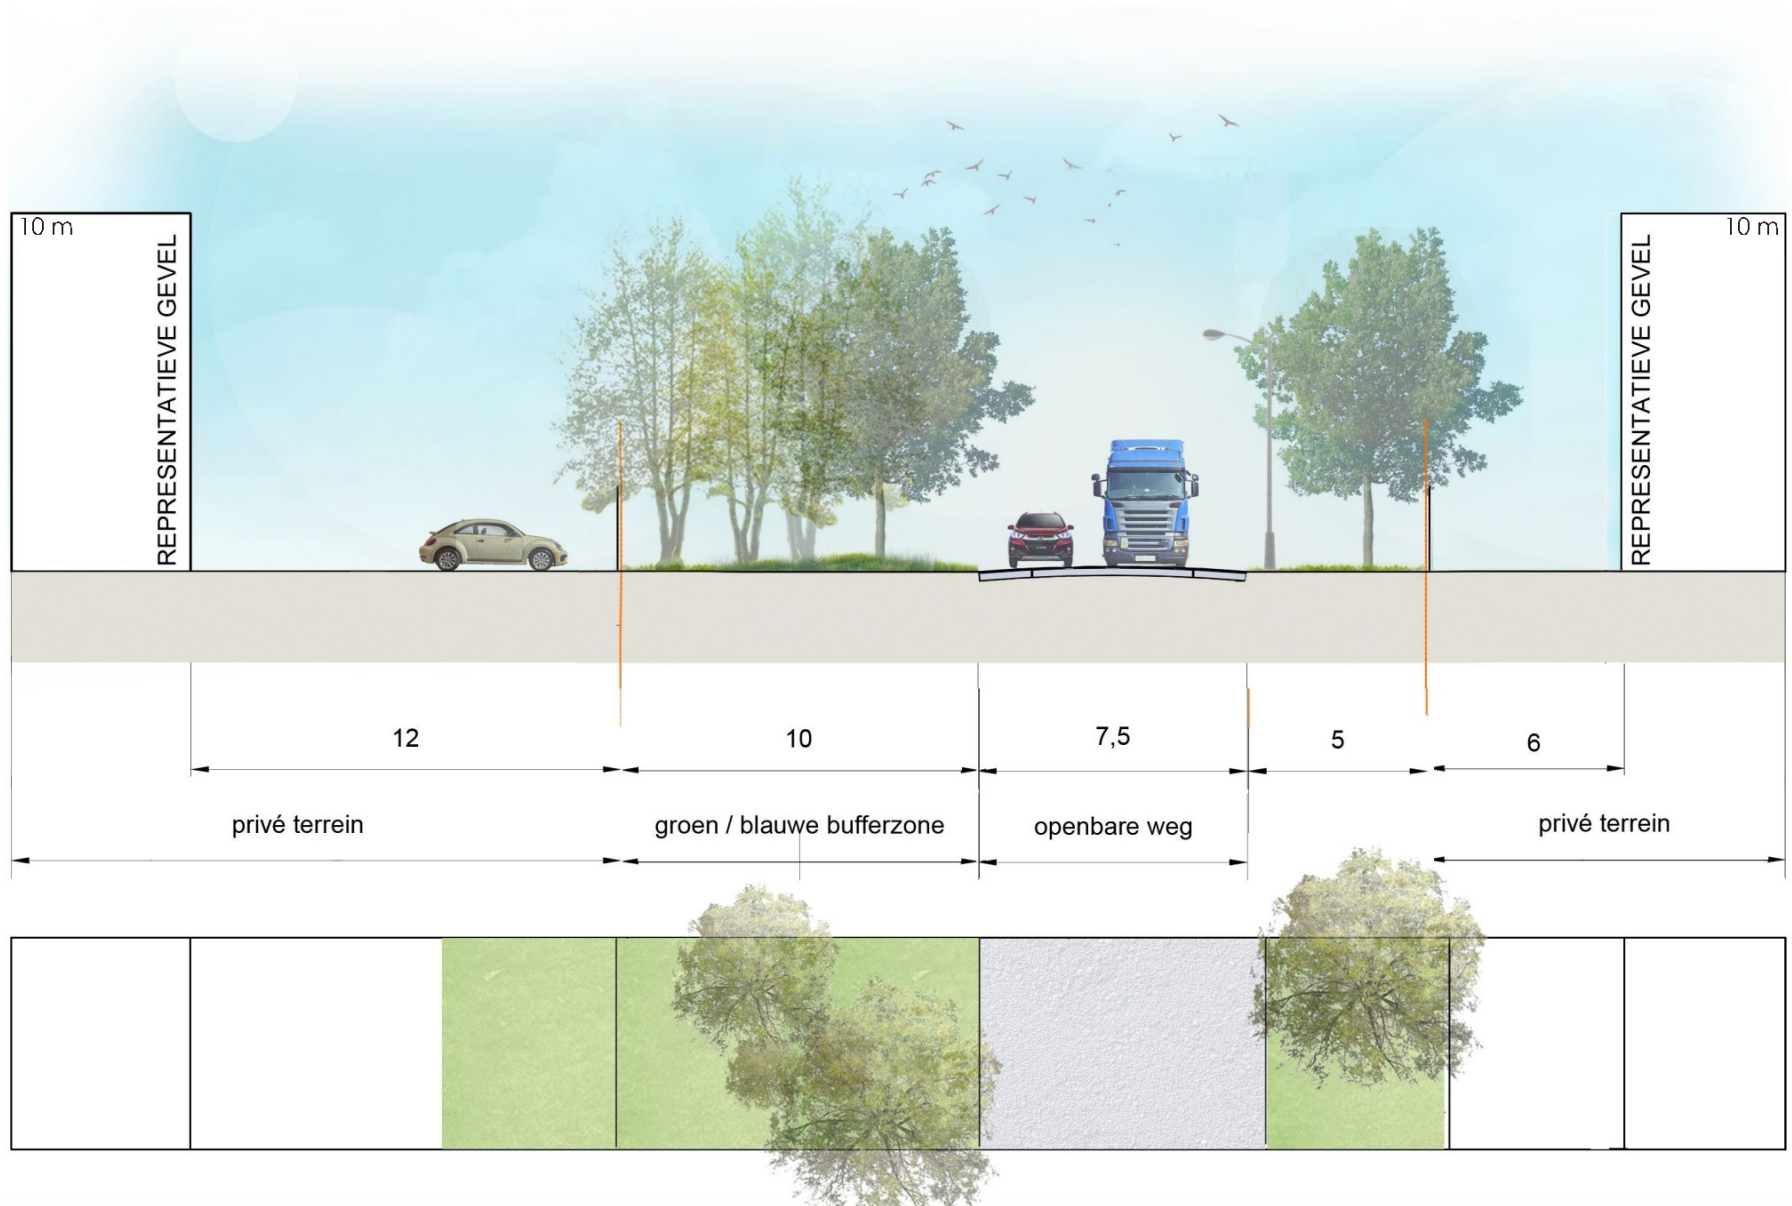 10 m
REPRESENTATIEVE GEVEL
10 m
REPRESENTATIEVE GEVEL
12
10
7,5
5
6
privé terrein
groen / blauwe bufferzone
openbare weg
privé terrein